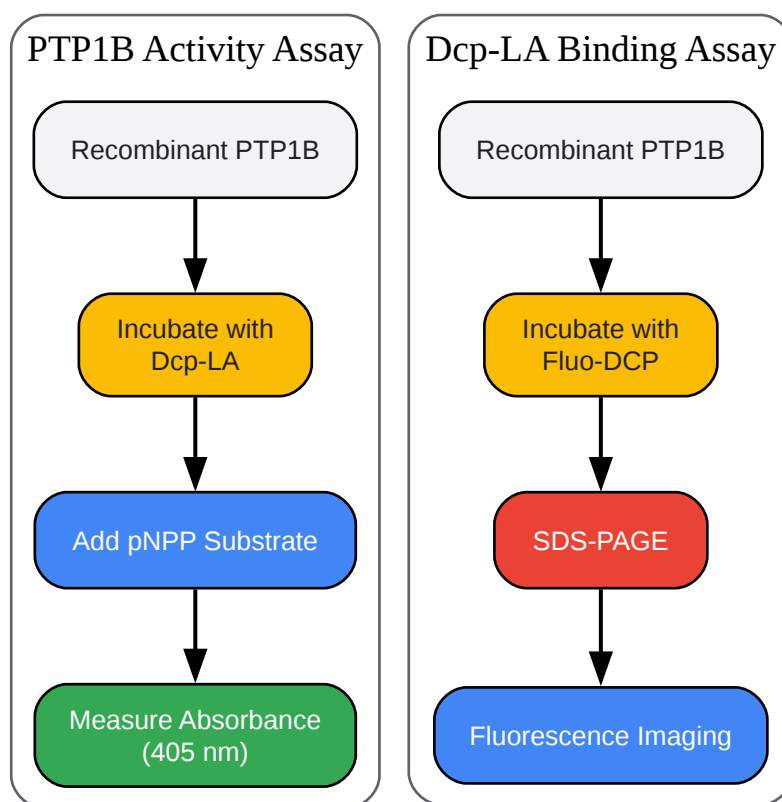 PTP1B Activity Assay
Recombinant PTP1B
Incubate with
Dcp-LA
Add pNPP Substrate
Measure Absorbance
(405 nm)
Dcp-LA Binding Assay
Recombinant PTP1B
Incubate with
Fluo-DCP
SDS-PAGE
Fluorescence Imaging